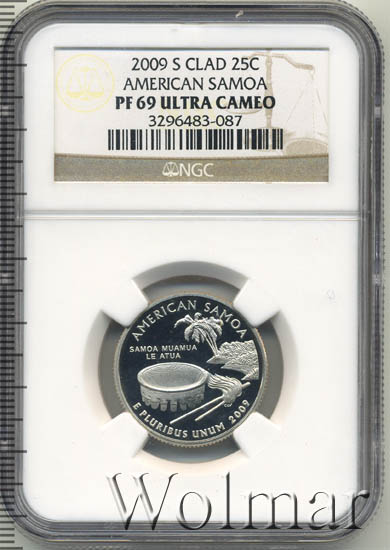 2009 S CLAD 25C
AMERICAN SAMOA
PF 69 ULTRA CAMEO
3296483-087
NGC
AMERICAN SAMOA
SAMOA MUAMUA
LE ATUA
E PLURIBUS UNUM 2009
Wolmar